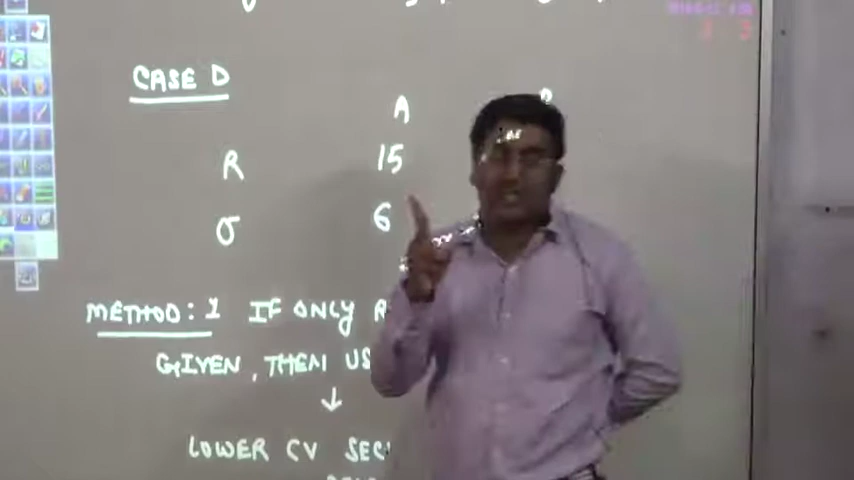 CASE D
A
R 15
σ 6
METHOD: 1 IF ONLY R
GIVEN, THEN US
↓
LOWER CV SEC